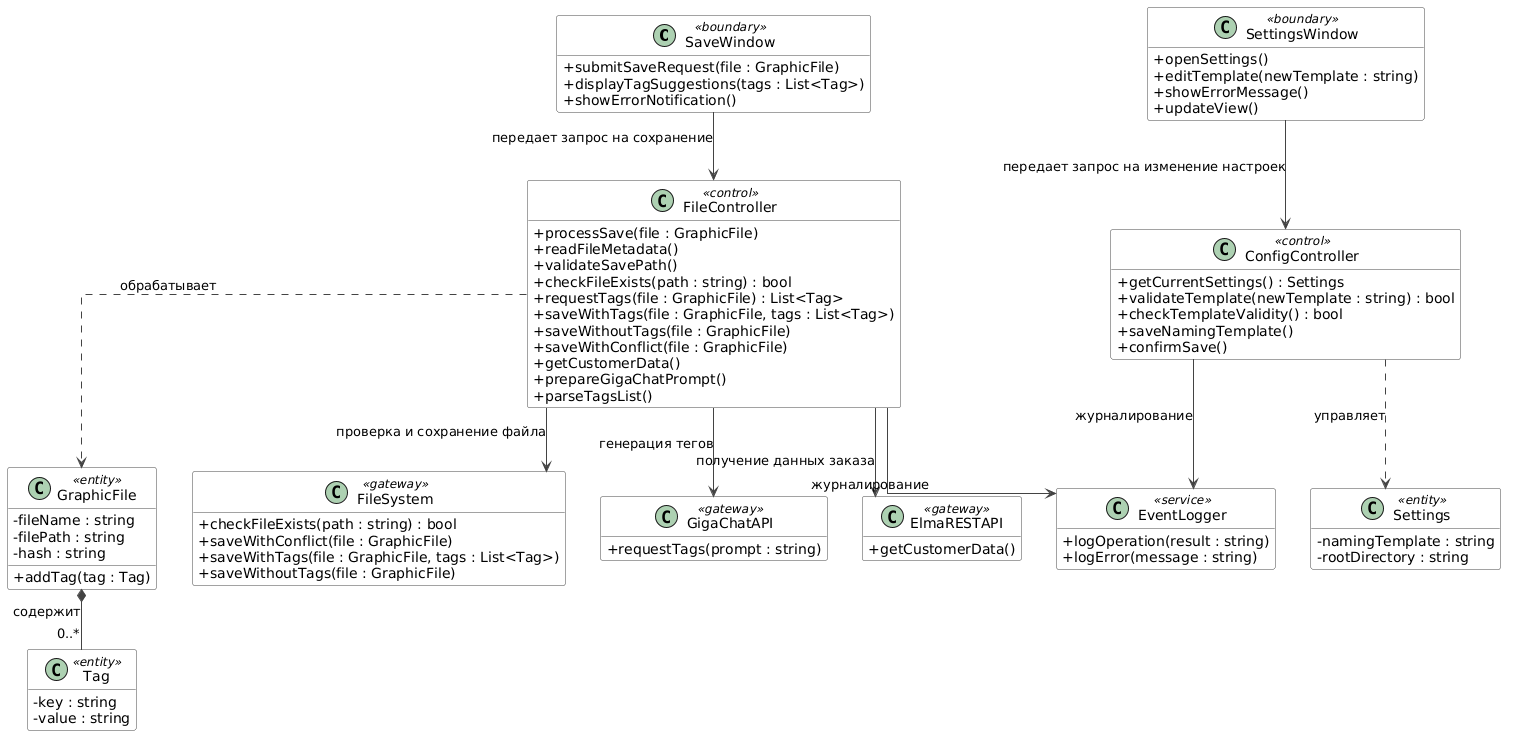 «boundary»
C SaveWindow
+submitSaveRequest(file : GraphicFile)
+displayTagSuggestions(tags : List<Tag>)
+showErrorNotification()
«boundary»
C SettingsWindow
+openSettings()
+editTemplate(newTemplate : string)
+showErrorMessage()
+updateView()
передает запрос на сохранение
передает запрос на изменение настроек
«control»
C FileController
+processSave(file : GraphicFile)
+readFileMetadata()
+validateSavePath()
+checkFileExists(path : string) : bool
+requestTags(file : GraphicFile) : List<Tag>
+saveWithTags(file : GraphicFile, tags : List<Tag>)
+saveWithoutTags(file : GraphicFile)
+saveWithConflict(file : GraphicFile)
+getCustomerData()
+prepareGigaChatPrompt()
+parseTagsList()
«control»
C ConfigController
+getCurrentSettings() : Settings
+validateTemplate(newTemplate : string) : bool
+checkTemplateValidity() : bool
+saveNamingTemplate()
+confirmSave()
обрабатывает
проверка и сохранение файла
генерация тегов
получение данных заказа
журналирование
журналирование
управляет
«entity»
C GraphicFile
-fileName : string
-filePath : string
-hash : string
+addTag(tag : Tag)
«gateway»
C FileSystem
+checkFileExists(path : string) : bool
+saveWithConflict(file : GraphicFile)
+saveWithTags(file : GraphicFile, tags : List<Tag>)
+saveWithoutTags(file : GraphicFile)
«gateway»
C GigaChatAPI
+requestTags(prompt : string)
«gateway»
C ElmaRESTAPI
+getCustomerData()
«service»
C EventLogger
+logOperation(result : string)
+logError(message : string)
«entity»
C Settings
-namingTemplate : string
-rootDirectory : string
содержит
0..*
«entity»
C Tag
-key : string
-value : string